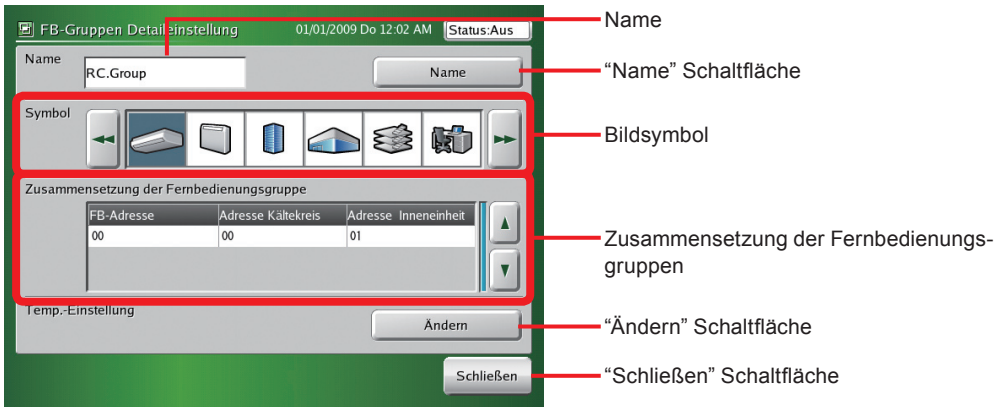 FB-Gruppen Detaileinstellung 01/01/2009 Do 12:02 AM Status:Aus
Name
RC.Group
Name
Symbol
Zusammensetzung der Fernbedienungsgruppe
FB-Adresse Adresse Kältekreis Adresse Inneneinheit
00 00 01
Temp.-Einstellung
Ändern
Schließen
Name
“Name” Schaltfläche
Bildsymbol
Zusammensetzung der Fernbedienungs-
gruppen
“Ändern” Schaltfläche
“Schließen” Schaltfläche